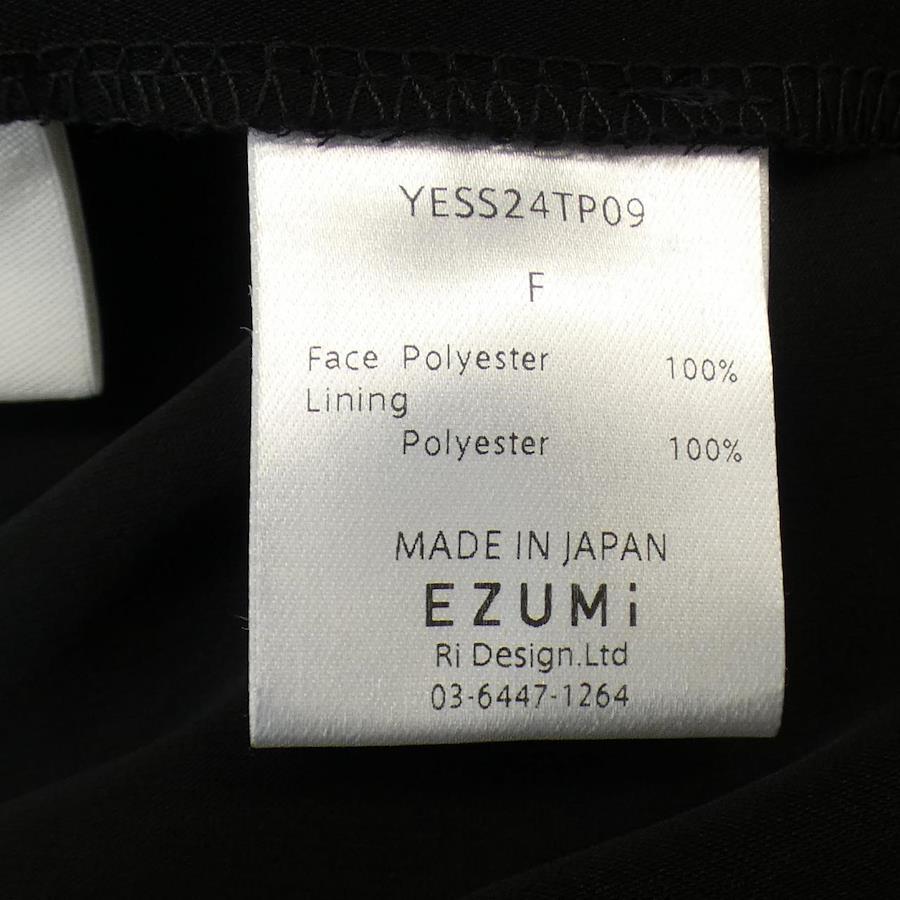 YESS24TP09
F
Face Polyester 100%
Lining
Polyester 100%
MADE IN JAPAN
EZUMi
Ri Design.Ltd
03-6447-1264